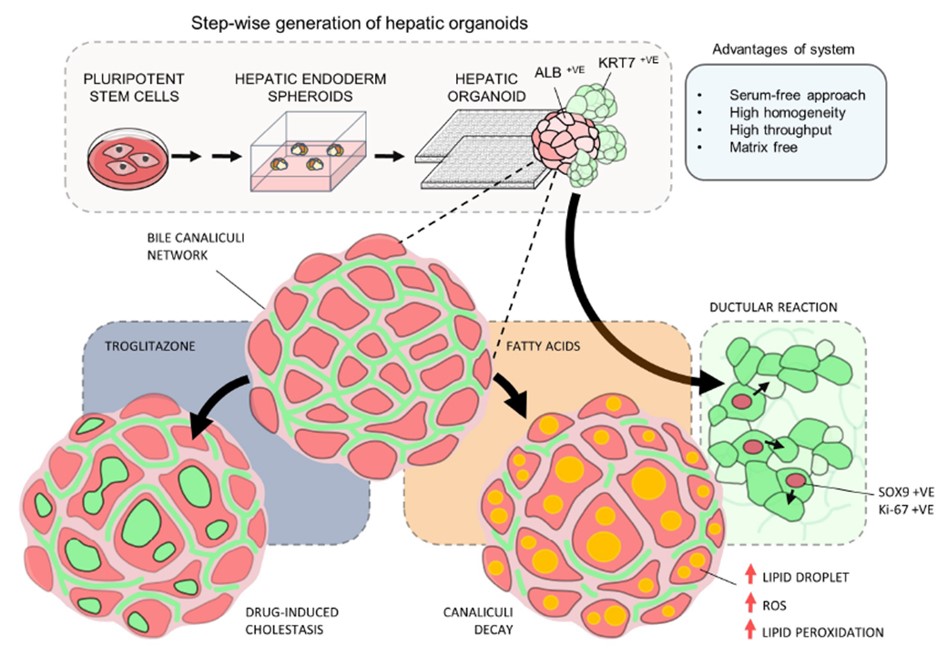 Step-wise generation of hepatic organoids
PLURIPOTENT
STEM CELLS
HEPATIC ENDODERM
SPHEROIDS
HEPATIC
ORGANOID
ALB +VE
KRT7 +VE
Advantages of system
• Serum-free approach
• High homogeneity
• High throughput
• Matrix free
BILE CANALICULI
NETWORK
TROGLITAZONE
FATTY ACIDS
DUCTULAR REACTION
SOX9 +VE
Ki-67 +VE
DRUG-INDUCED
CHOLESTASIS
CANALICULI
DECAY
LIPID DROPLET
ROS
LIPID PEROXIDATION